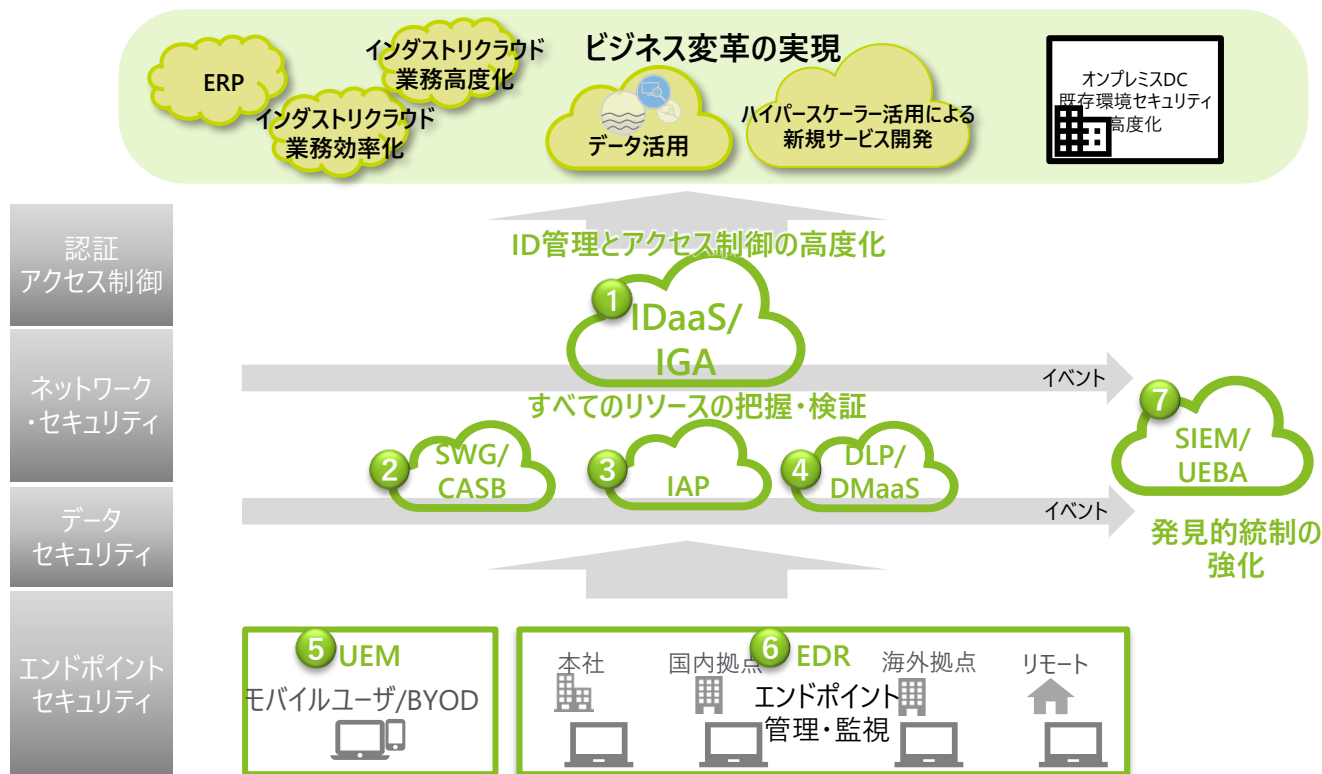 ビジネス変革の実現
ERP
インダストリクラウド
業務高度化
インダストリクラウド
業務効率化
データ活用
ハイパースケーラー活用による
新規サービス開発
オンプレミスDC
既存環境セキュリティ
高度化
認証
アクセス制御
ID管理とアクセス制御の高度化
1
IDaaS/
IGA
イベント
ネットワーク
・セキュリティ
すべてのリソースの把握・検証
2
SWG/
CASB
3
IAP
4
DLP/
DMaaS
7
SIEM/
UEBA
データ
セキュリティ
イベント
発見的統制の
強化
エンドポイント
セキュリティ
5
UEM
モバイルユーザ/BYOD
6
EDR
本社
国内拠点
海外拠点
リモート
エンドポイント
管理・監視